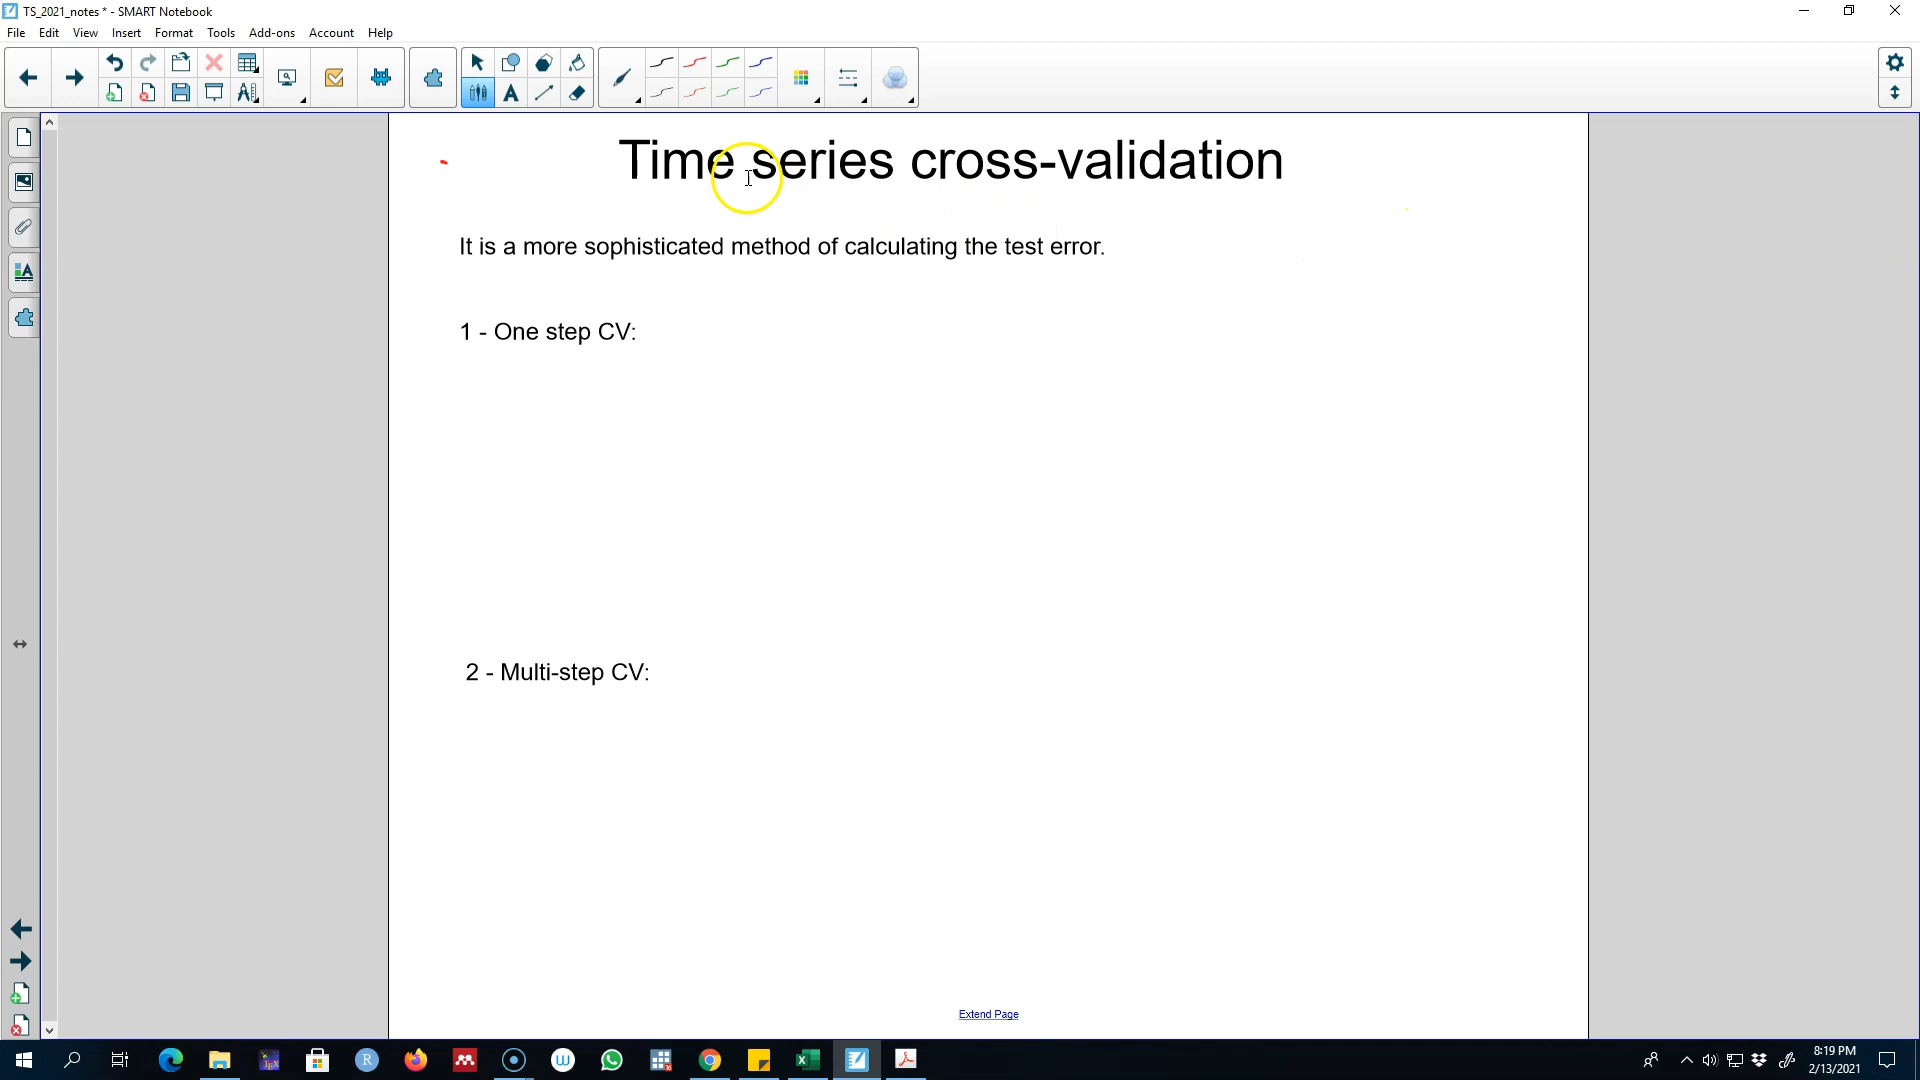 TS_2021_notes * - SMART Notebook
File Edit View Insert Format Tools Add-ons Account Help
Time series cross-validation
It is a more sophisticated method of calculating the test error.
1 - One step CV:
2 - Multi-step CV:
Extend Page
8:19 PM
2/13/2021